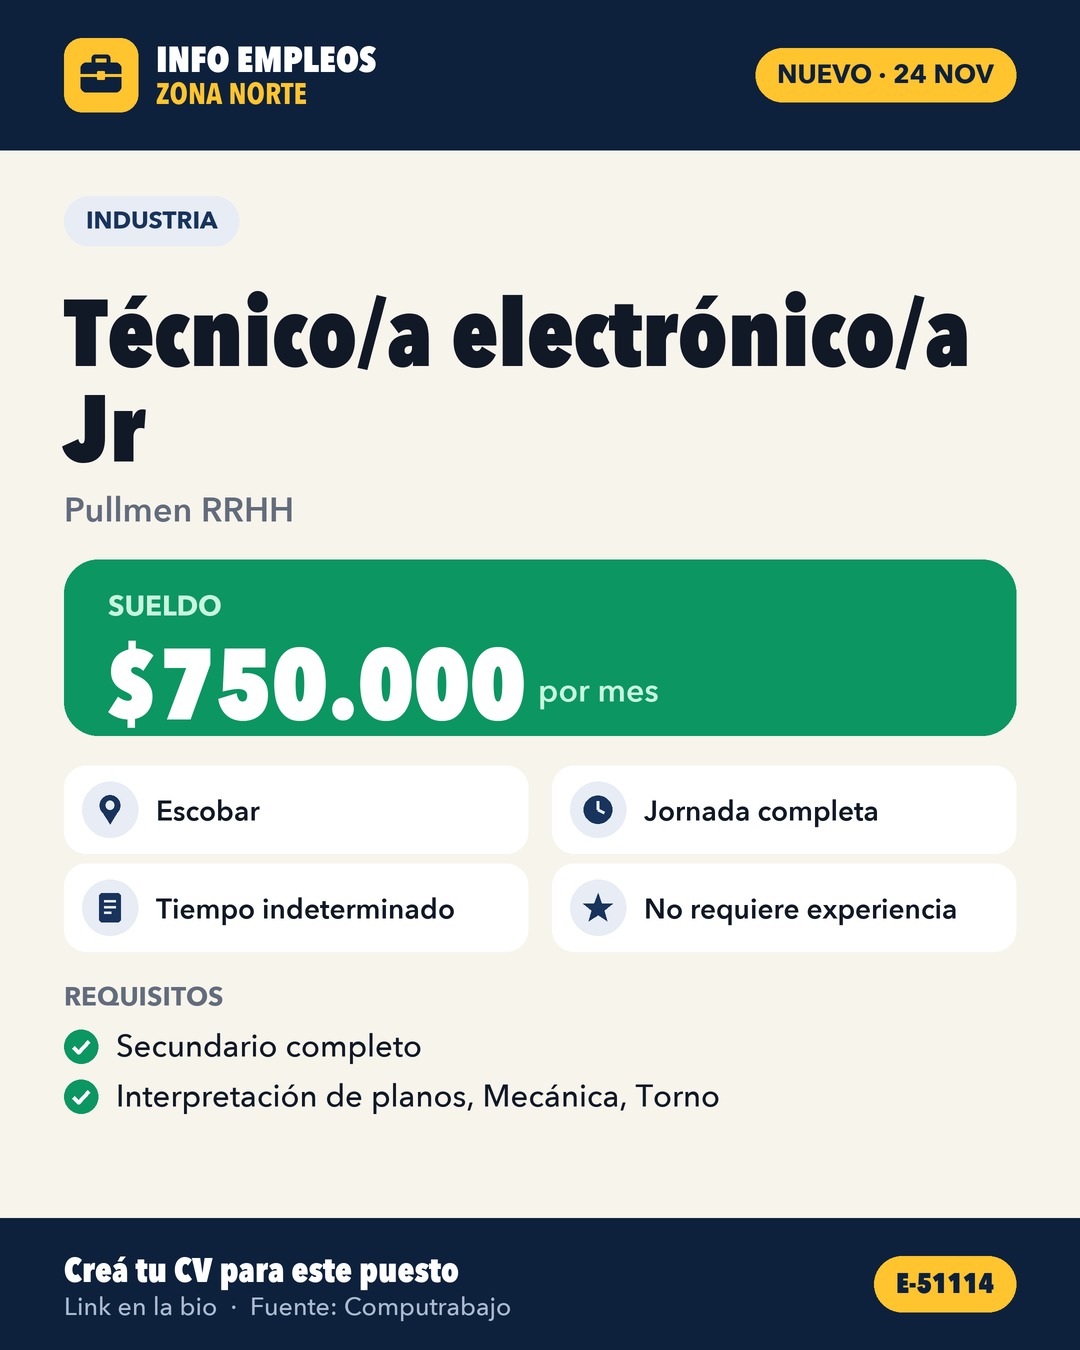 INFO EMPLEOS
ZONA NORTE
NUEVO · 24 NOV
INDUSTRIA
Técnico/a electrónico/a
Jr
Pullmen RRHH
SUELDO
$750.000 por mes
Escobar
Jornada completa
Tiempo indeterminado
No requiere experiencia
REQUISITOS
Secundario completo
Interpretación de planos, Mecánica, Torno
Creá tu CV para este puesto
Link en la bio · Fuente: Computrabajo
E-51114